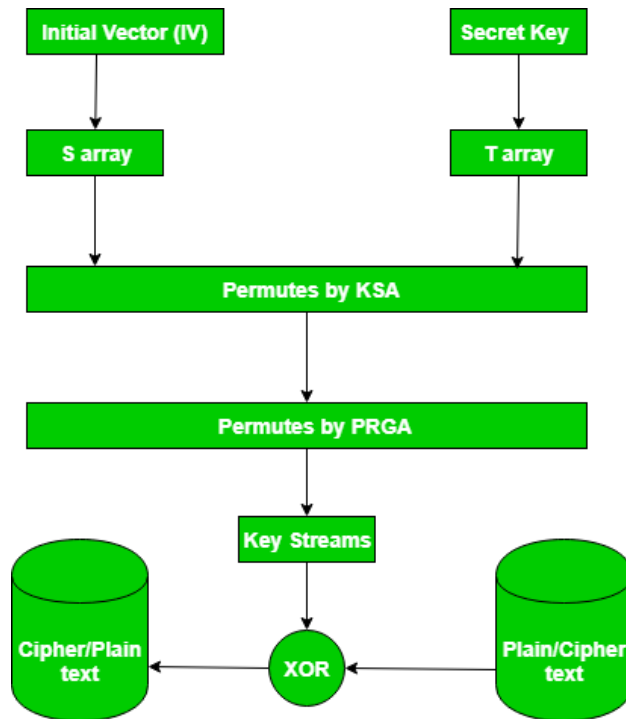 Initial Vector (IV)
Secret Key
S array
T array
Permutes by KSA
Permutes by PRGA
Key Streams
Cipher/Plain
text
XOR
Plain/Cipher
text